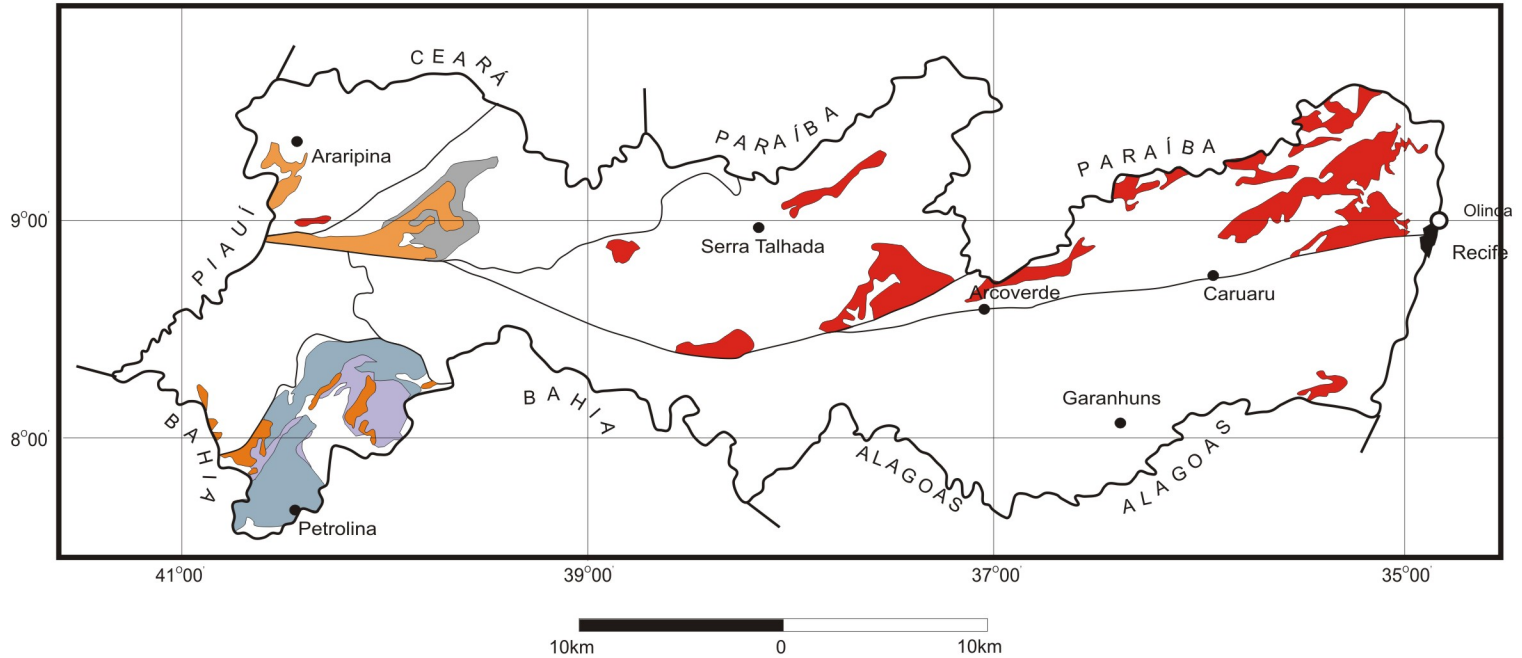 CEARÁ
PARAÍBA
Araripina
PARAÍBA
Olinda
9°00'
PIAUÍ
Serra Talhada
Recife
Arcoverde
Caruaru
BAHIA
Garanhuns
BAHIA
8°00'
ALAGOAS
ALAGOAS
Petrolina
41°00'
39°00'
37°00'
35°00'
10km
0
10km